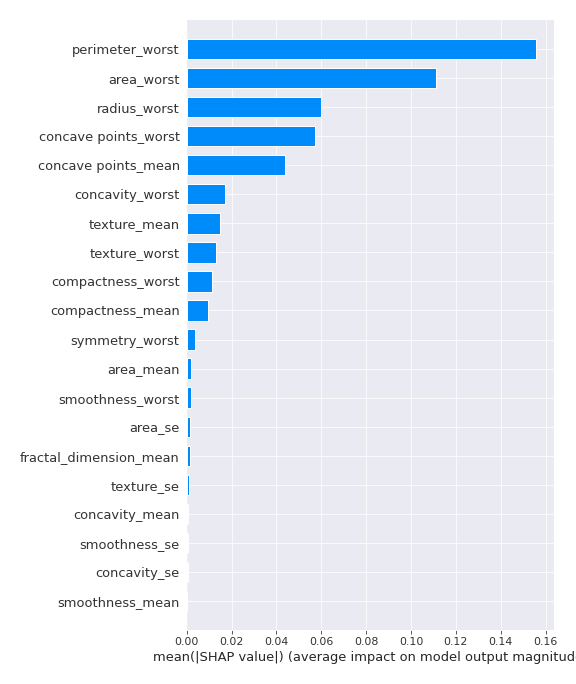 perimeter_worst
area_worst
radius_worst
concave points_worst
concave points_mean
concavity_worst
texture_mean
texture_worst
compactness_worst
compactness_mean
symmetry_worst
area_mean
smoothness_worst
area_se
fractal_dimension_mean
texture_se
concavity_mean
smoothness_se
concavity_se
smoothness_mean
0.00 0.02 0.04 0.06 0.08 0.10 0.12 0.14 0.16
mean(|SHAP value|) (average impact on model output magnitud